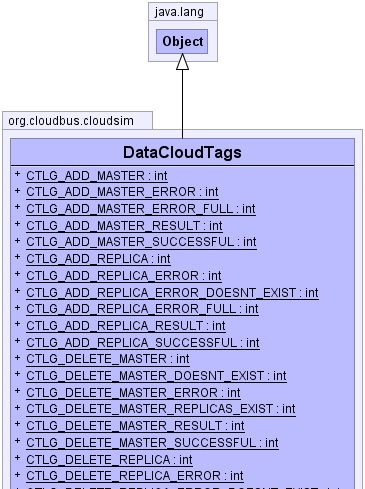 java.lang
Object
org.cloudbus.cloudsim
DataCloudTags
+ CTLG_ADD_MASTER : int
+ CTLG_ADD_MASTER_ERROR : int
+ CTLG_ADD_MASTER_ERROR_FULL : int
+ CTLG_ADD_MASTER_RESULT : int
+ CTLG_ADD_MASTER_SUCCESSFUL : int
+ CTLG_ADD_REPLICA : int
+ CTLG_ADD_REPLICA_ERROR : int
+ CTLG_ADD_REPLICA_ERROR_DOESNT_EXIST : int
+ CTLG_ADD_REPLICA_ERROR_FULL : int
+ CTLG_ADD_REPLICA_RESULT : int
+ CTLG_ADD_REPLICA_SUCCESSFUL : int
+ CTLG_DELETE_MASTER : int
+ CTLG_DELETE_MASTER_DOESNT_EXIST : int
+ CTLG_DELETE_MASTER_ERROR : int
+ CTLG_DELETE_MASTER_REPLICAS_EXIST : int
+ CTLG_DELETE_MASTER_RESULT : int
+ CTLG_DELETE_MASTER_SUCCESSFUL : int
+ CTLG_DELETE_REPLICA : int
+ CTLG_DELETE_REPLICA_ERROR : int